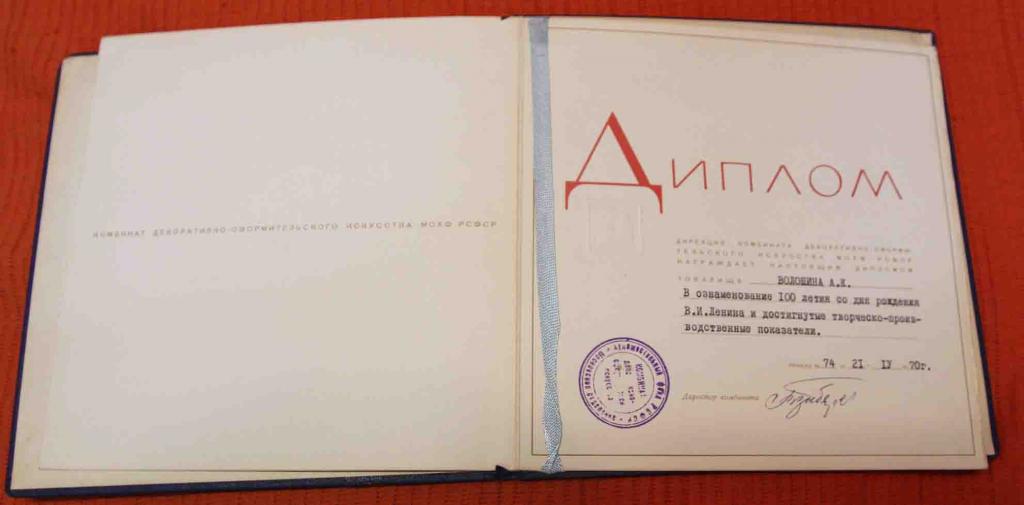 КОМБИНАТ ДЕКОРАТИВНО-ОФОРМИТЕЛЬСКОГО ИСКУССТВА МОХФ РСФСР
ДИПЛОМ
ДИРЕКЦИЯ КОМБИНАТА ДЕКОРАТИВНО-ОФОРМИ-
ТЕЛЬСКОГО ИСКУССТВА МОХФ РСФСР
НАГРАЖДАЕТ НАСТОЯЩИМ ДИПЛОМОМ
ТОВАРИЩА ВОЛОШИНА А.К.
В ознаменование 100 летия со дня рождения
В.И.Ленина и достигнутые творческо-произ-
водственные показатели.
74 21 IУ 70г.
Директор комбината